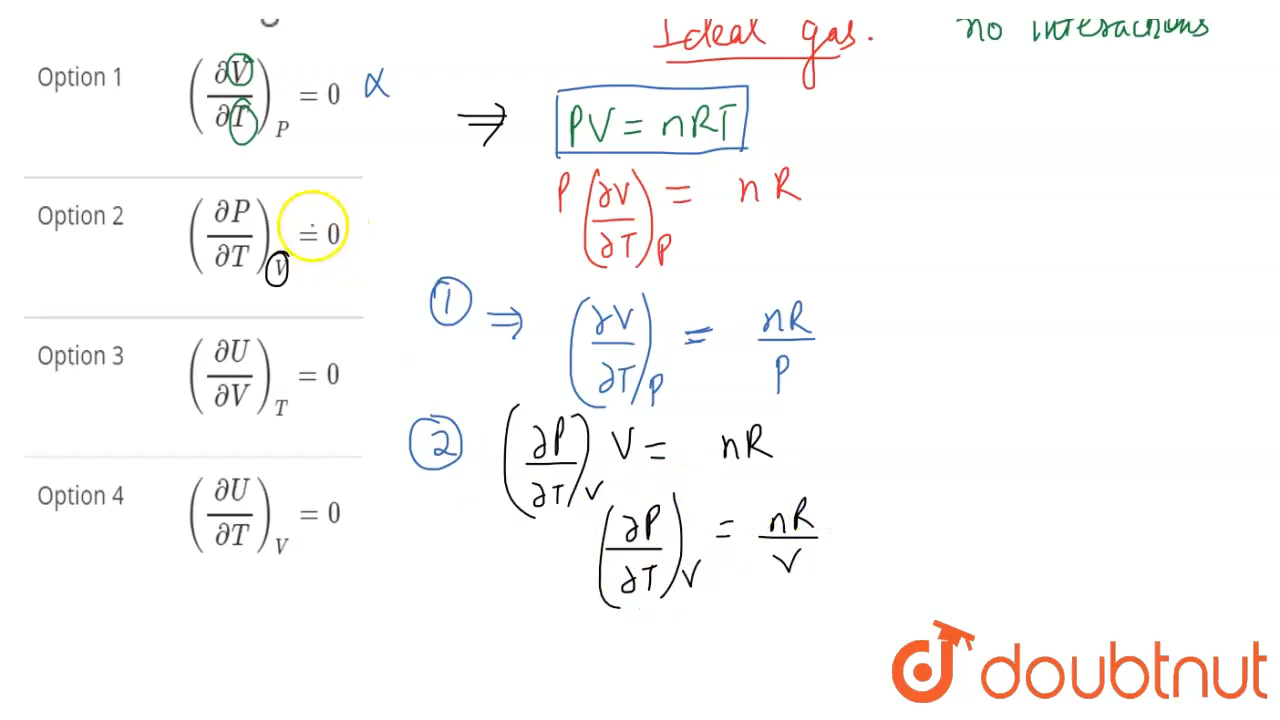 Ideal gas. no interactions
Option 1 (∂V/∂T)_P = 0 α
⇒ PV = nRT
P (∂V/∂T)_P = nR
Option 2 (∂P/∂T)_V = 0
① ⇒ (∂V/∂T)_P = nR/P
Option 3 (∂U/∂V)_T = 0
② (∂P/∂T)_V V = nR
Option 4 (∂U/∂T)_V = 0
(∂P/∂T)_V = nR/V
doubtnut